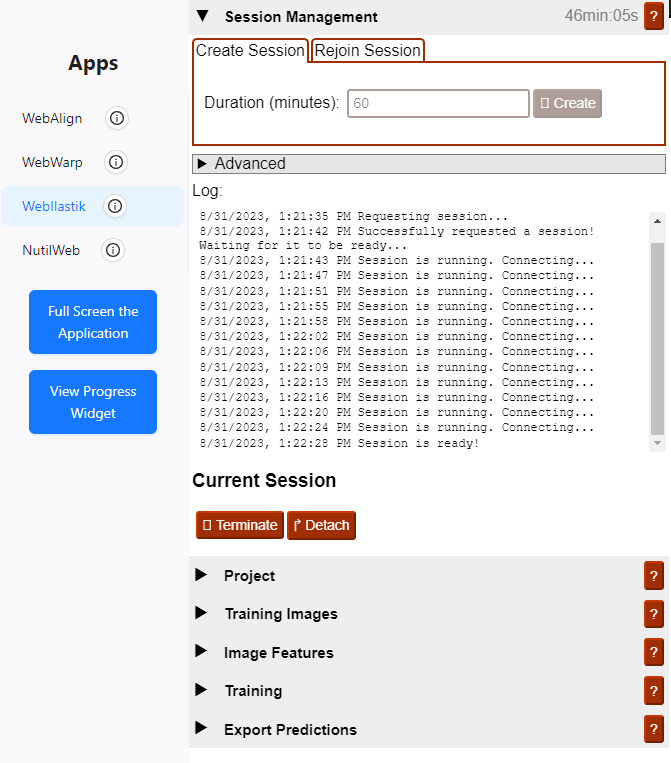 Apps
WebAlign
WebWarp
WebIlastik
NutilWeb
Full Screen the
Application
View Progress
Widget
Session Management
46min:05s
?
Create Session
Rejoin Session
Duration (minutes):
60
Create
Advanced
Log:
8/31/2023, 1:21:35 PM Requesting session...
8/31/2023, 1:21:42 PM Successfully requested a session!
Waiting for it to be ready...
8/31/2023, 1:21:43 PM Session is running. Connecting...
8/31/2023, 1:21:47 PM Session is running. Connecting...
8/31/2023, 1:21:51 PM Session is running. Connecting...
8/31/2023, 1:21:55 PM Session is running. Connecting...
8/31/2023, 1:21:58 PM Session is running. Connecting...
8/31/2023, 1:22:02 PM Session is running. Connecting...
8/31/2023, 1:22:06 PM Session is running. Connecting...
8/31/2023, 1:22:09 PM Session is running. Connecting...
8/31/2023, 1:22:13 PM Session is running. Connecting...
8/31/2023, 1:22:16 PM Session is running. Connecting...
8/31/2023, 1:22:20 PM Session is running. Connecting...
8/31/2023, 1:22:24 PM Session is running. Connecting...
8/31/2023, 1:22:28 PM Session is ready!
Current Session
Terminate
Detach
Project
?
Training Images
?
Image Features
?
Training
?
Export Predictions
?